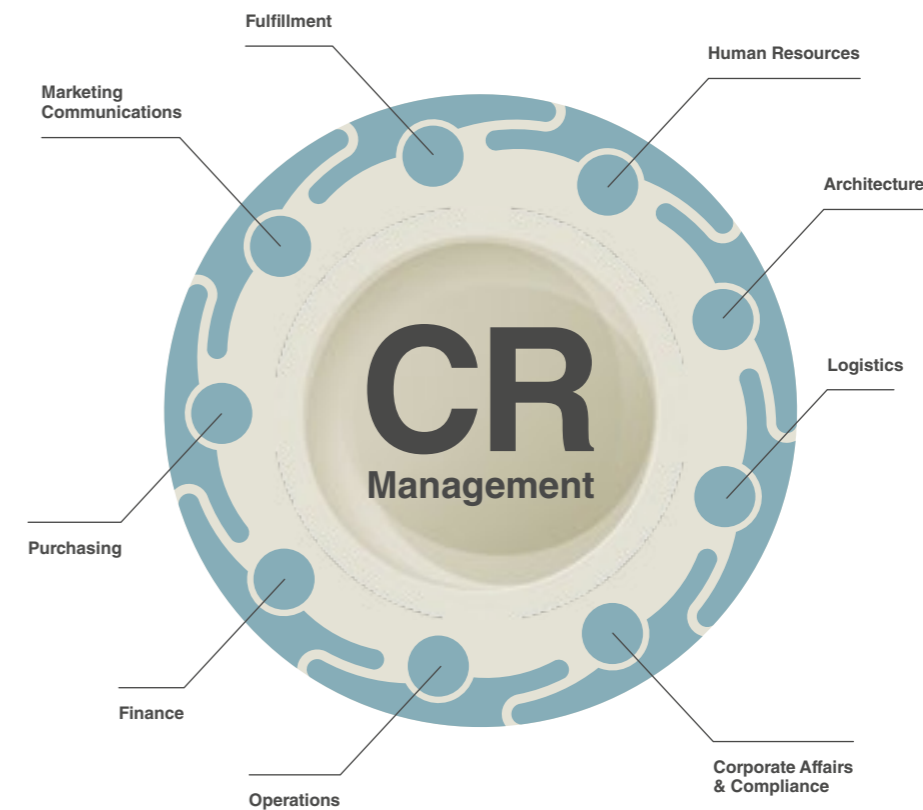 Fulfillment
Human Resources
Marketing
Communications
Architecture
CR
Management
Logistics
Purchasing
Finance
Corporate Affairs
& Compliance
Operations